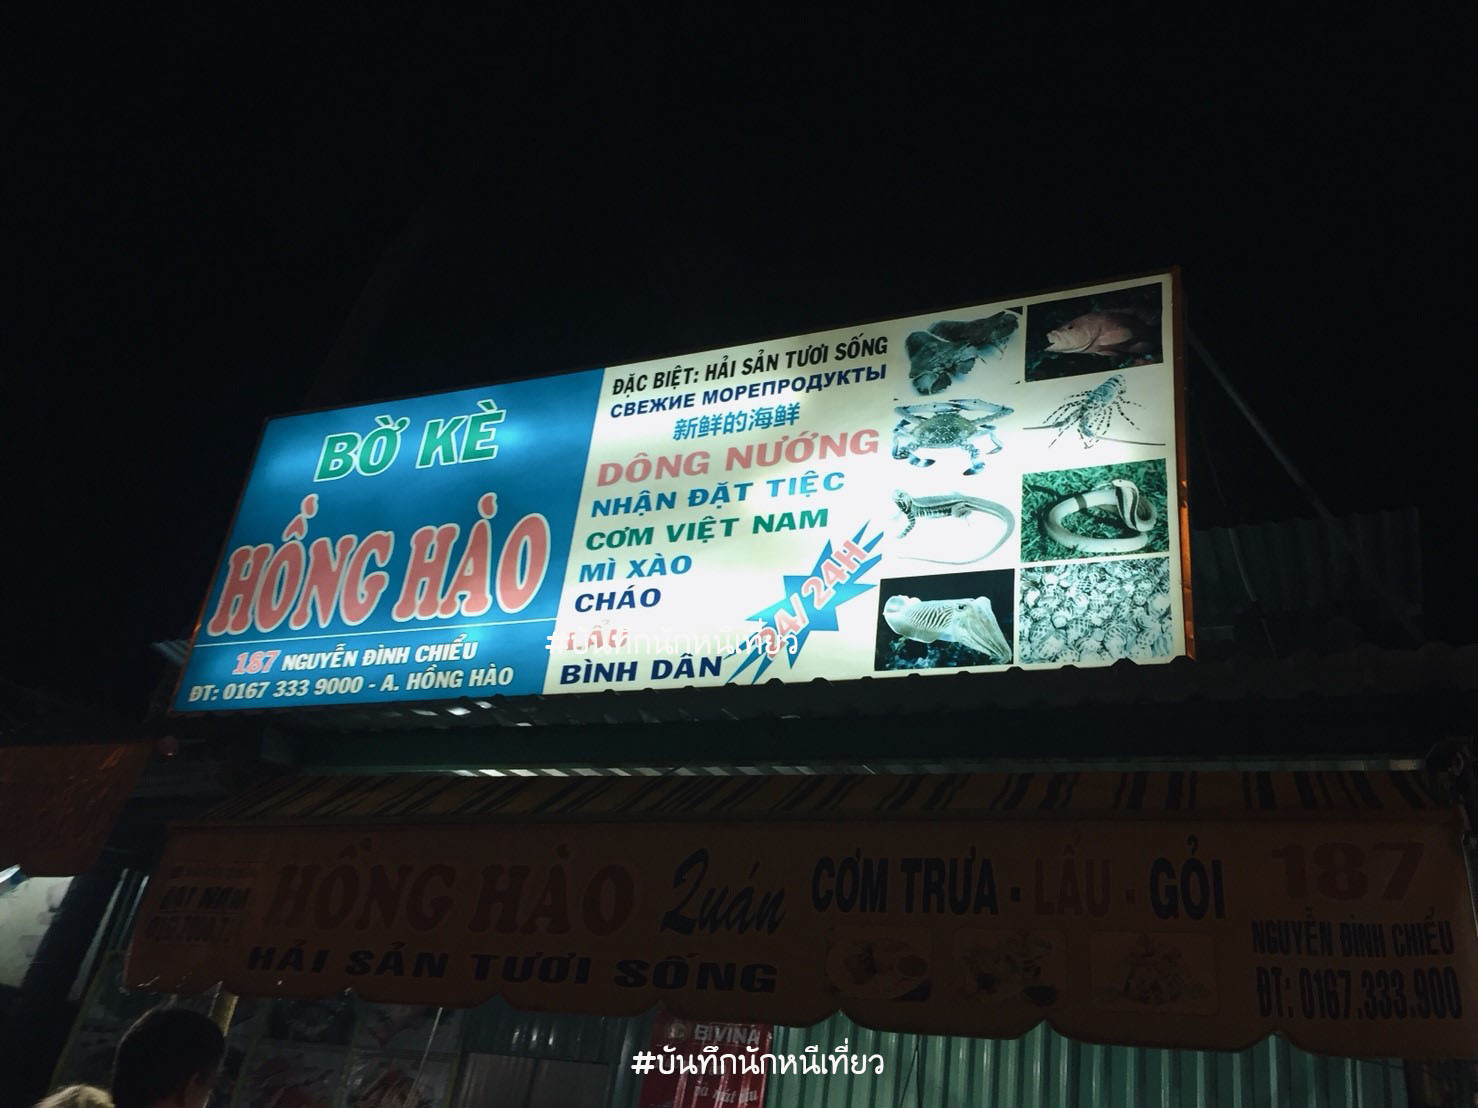 BỜ KÈ
HỒNG HÀO
187 NGUYỄN ĐÌNH CHIỂU
ĐT: 0167 333 9000 - A. HỒNG HÀO
ĐẶC BIỆT: HẢI SẢN TƯƠI SỐNG
СВЕЖИЕ МОРЕПРОДУКТЫ
新鲜的海鲜
DÔNG NƯỚNG
NHẬN ĐẶT TIỆC
CƠM VIỆT NAM
MÌ XÀO
CHÁO
LẨU
BÌNH DÂN
24/ 24H
#บันทึกนักหนีเที่ยว
HỒNG HÀO Quán
HẢI SẢN TƯƠI SỐNG
CƠM TRƯA - LẨU - GỎI
187
NGUYỄN ĐÌNH CHIỂU
ĐT: 0167.333.900
BIVINA
#บันทึกนักหนีเที่ยว